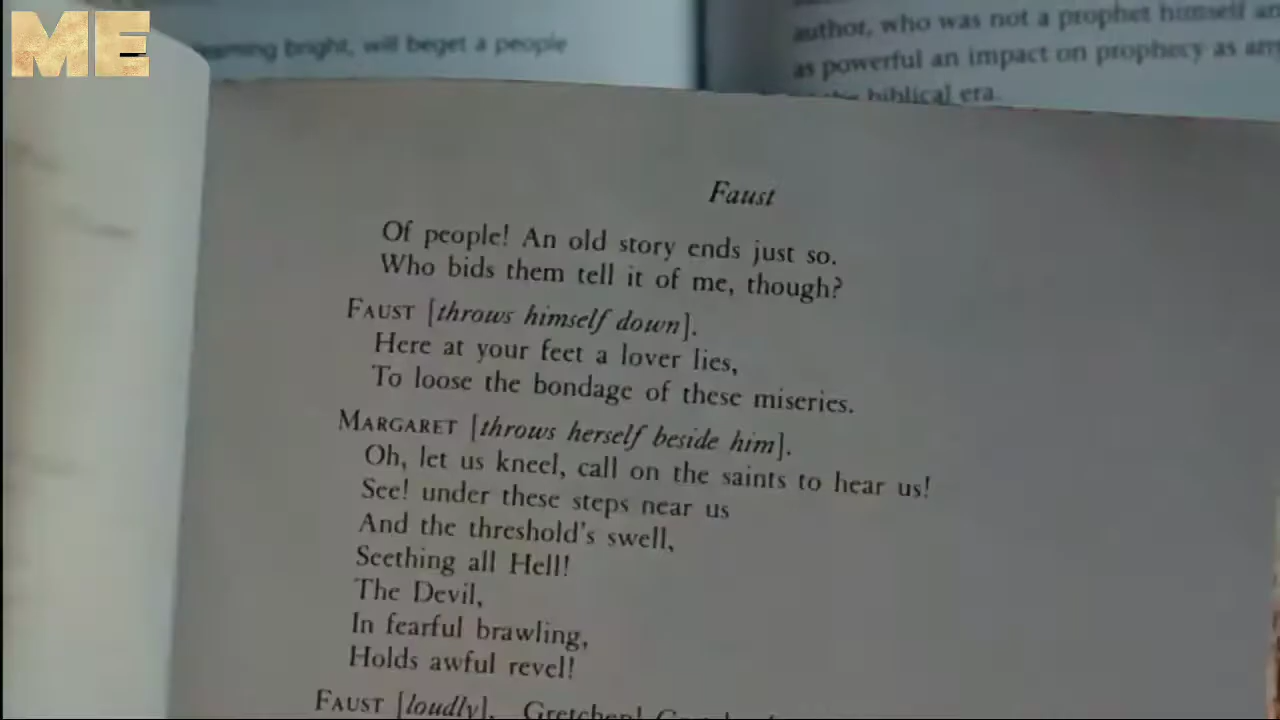 ME
bright, will beget a people
author, who was not a prophet himself
as powerful an impact on prophecy as
the biblical era.
Faust
Of people! An old story ends just so.
Who bids them tell it of me, though?
FAUST [throws himself down].
Here at your feet a lover lies,
To loose the bondage of these miseries.
MARGARET [throws herself beside him].
Oh, let us kneel, call on the saints to hear us!
See! under these steps near us
And the threshold's swell,
Seething all Hell!
The Devil,
In fearful brawling,
Holds awful revel!
FAUST [loudly]. Gretchen!